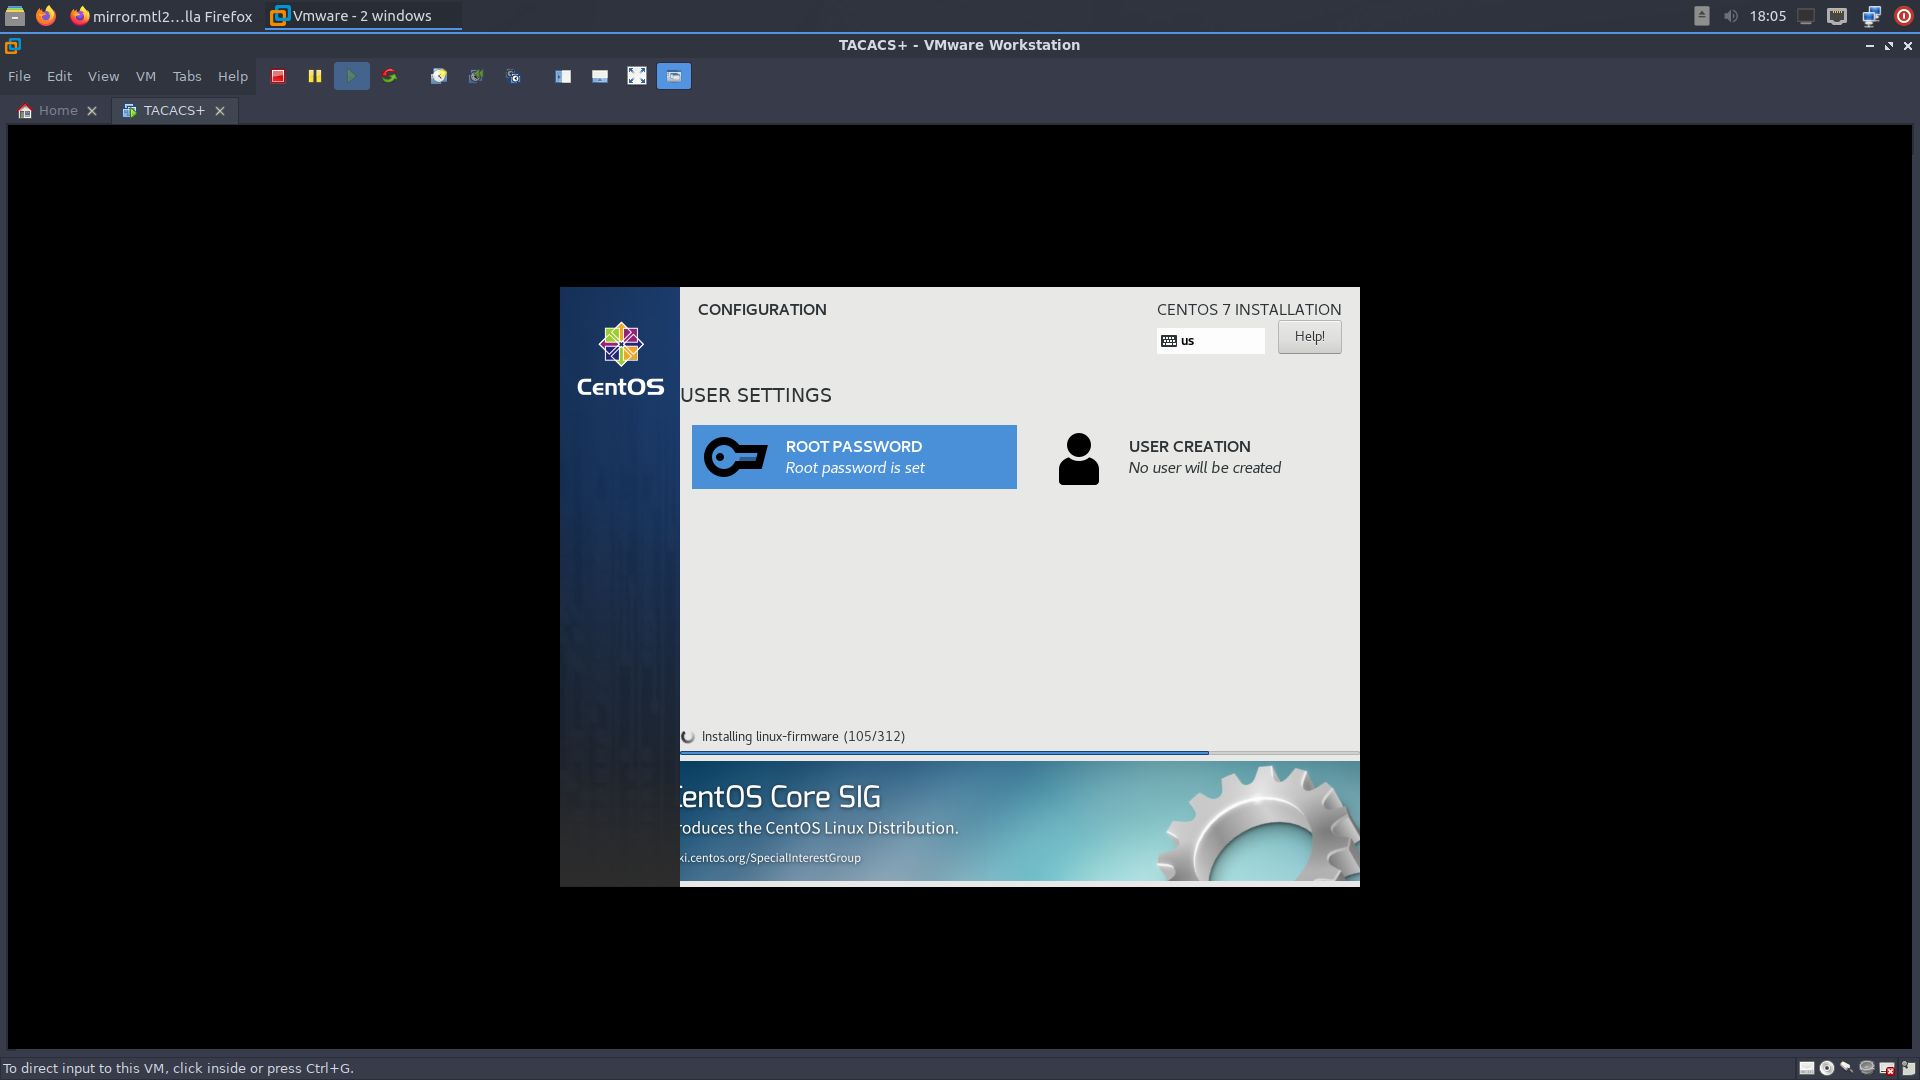 mirror.mtl2...lla Firefox
Vmware - 2 windows
18:05
TACACS+ - VMware Workstation
File Edit View VM Tabs Help
Home
TACACS+
CentOS
CONFIGURATION
CENTOS 7 INSTALLATION
us
Help!
USER SETTINGS
ROOT PASSWORD
Root password is set
USER CREATION
No user will be created
Installing linux-firmware (105/312)
entOS Core SIG
roduces the CentOS Linux Distribution.
ki.centos.org/SpecialInterestGroup
To direct input to this VM, click inside or press Ctrl+G.